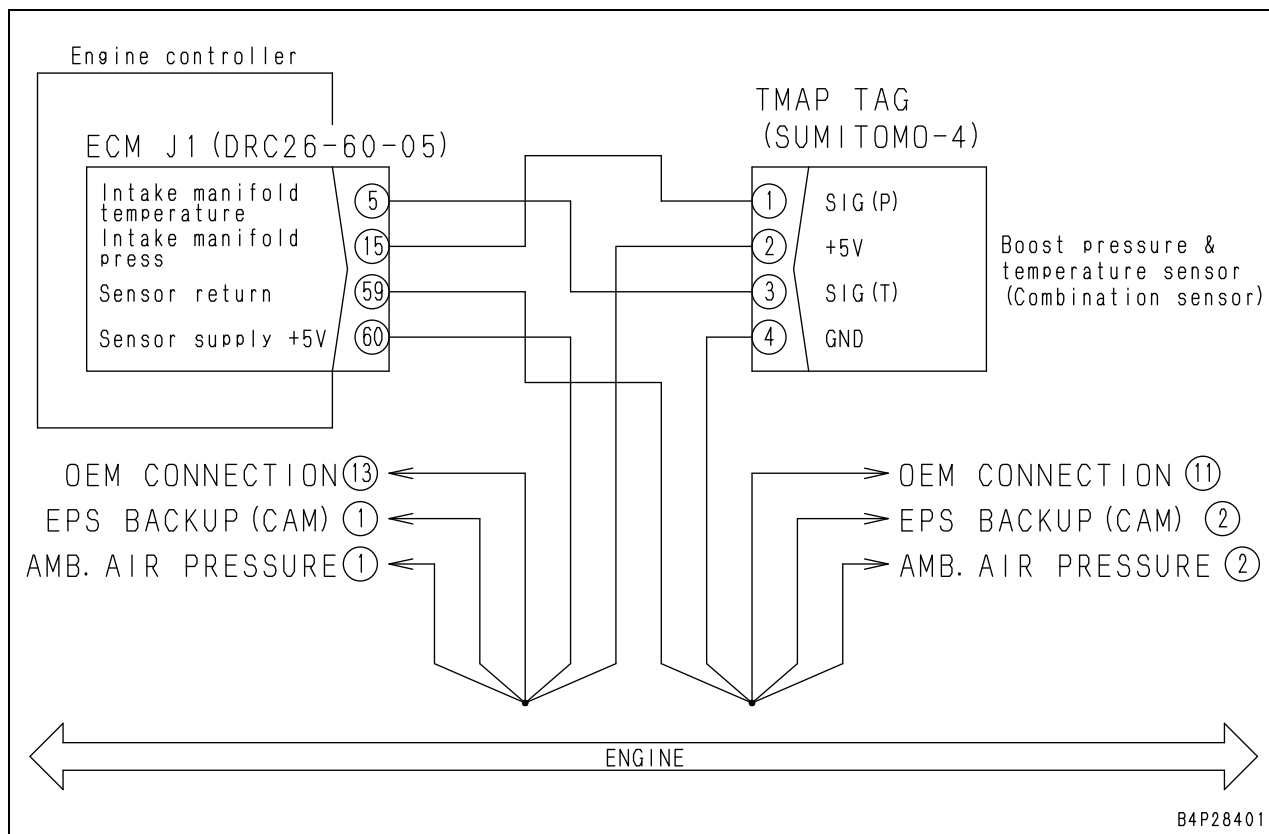 Engine controller
ECM J1(DRC26-60-05)
Intake manifold
temperature
5
Intake manifold
press
15
Sensor return
59
Sensor supply +5V
60
TMAP TAG
(SUMITOMO-4)
1 SIG(P)
2 +5V
3 SIG(T)
4 GND
Boost pressure &
temperature sensor
(Combination sensor)
OEM CONNECTION 13
EPS BACKUP(CAM) 1
AMB. AIR PRESSURE 1
OEM CONNECTION 11
EPS BACKUP(CAM) 2
AMB. AIR PRESSURE 2
ENGINE
B4P28401